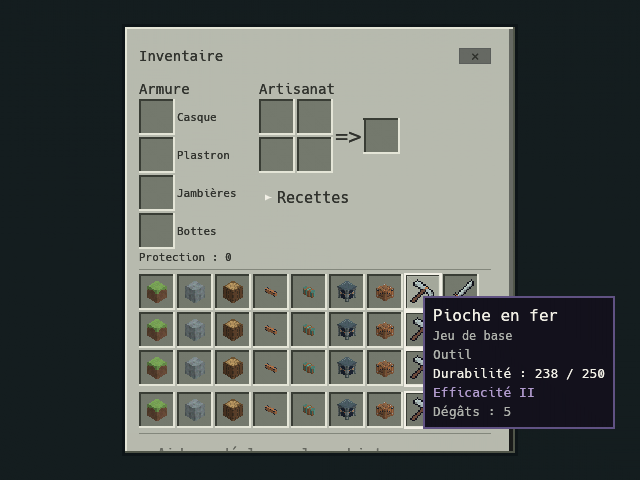 Inventaire
×
Armure
Artisanat
Casque
Plastron
=>
Jambières
Recettes
Bottes
Protection : 0
Pioche en fer
Jeu de base
Outil
Durabilité : 238 / 250
Efficacité II
Dégâts : 5